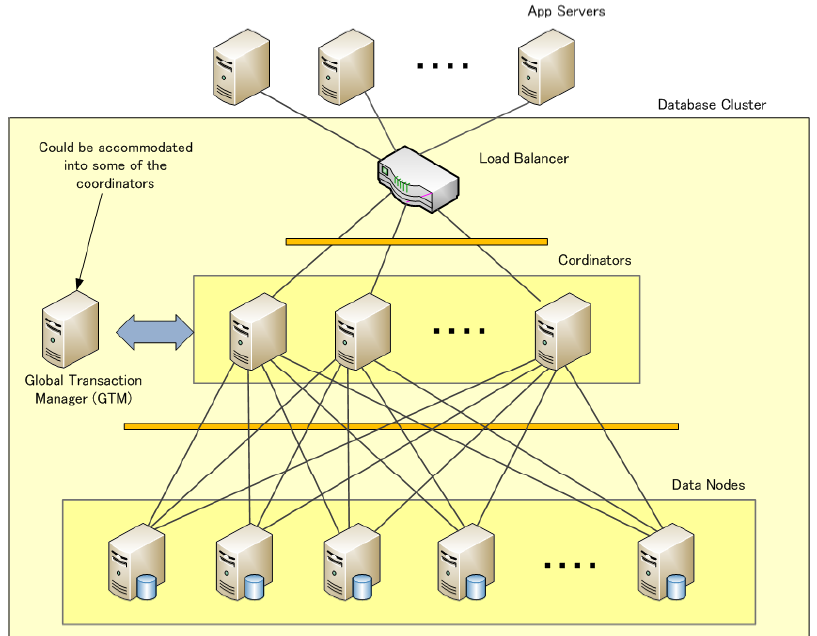 App Servers
Database Cluster
Could be accommodated
into some of the
coordinators
Load Balancer
Cordinators
Global Transaction
Manager (GTM)
Data Nodes